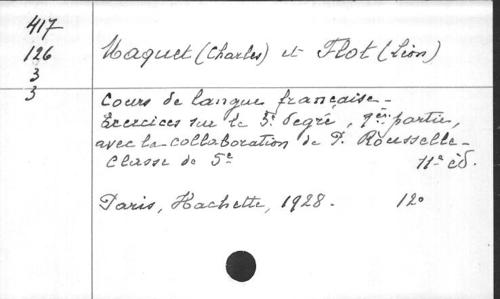 417
126
3
3
Maquet (Charles) et Flot (Léon)
Cours de langue française-
Exercices sur le 3e degré, 1ère partie,
avec la collaboration de P. Rousselle-
Classe de 5e 11e éd.
Paris, Hachette, 1928. 12°